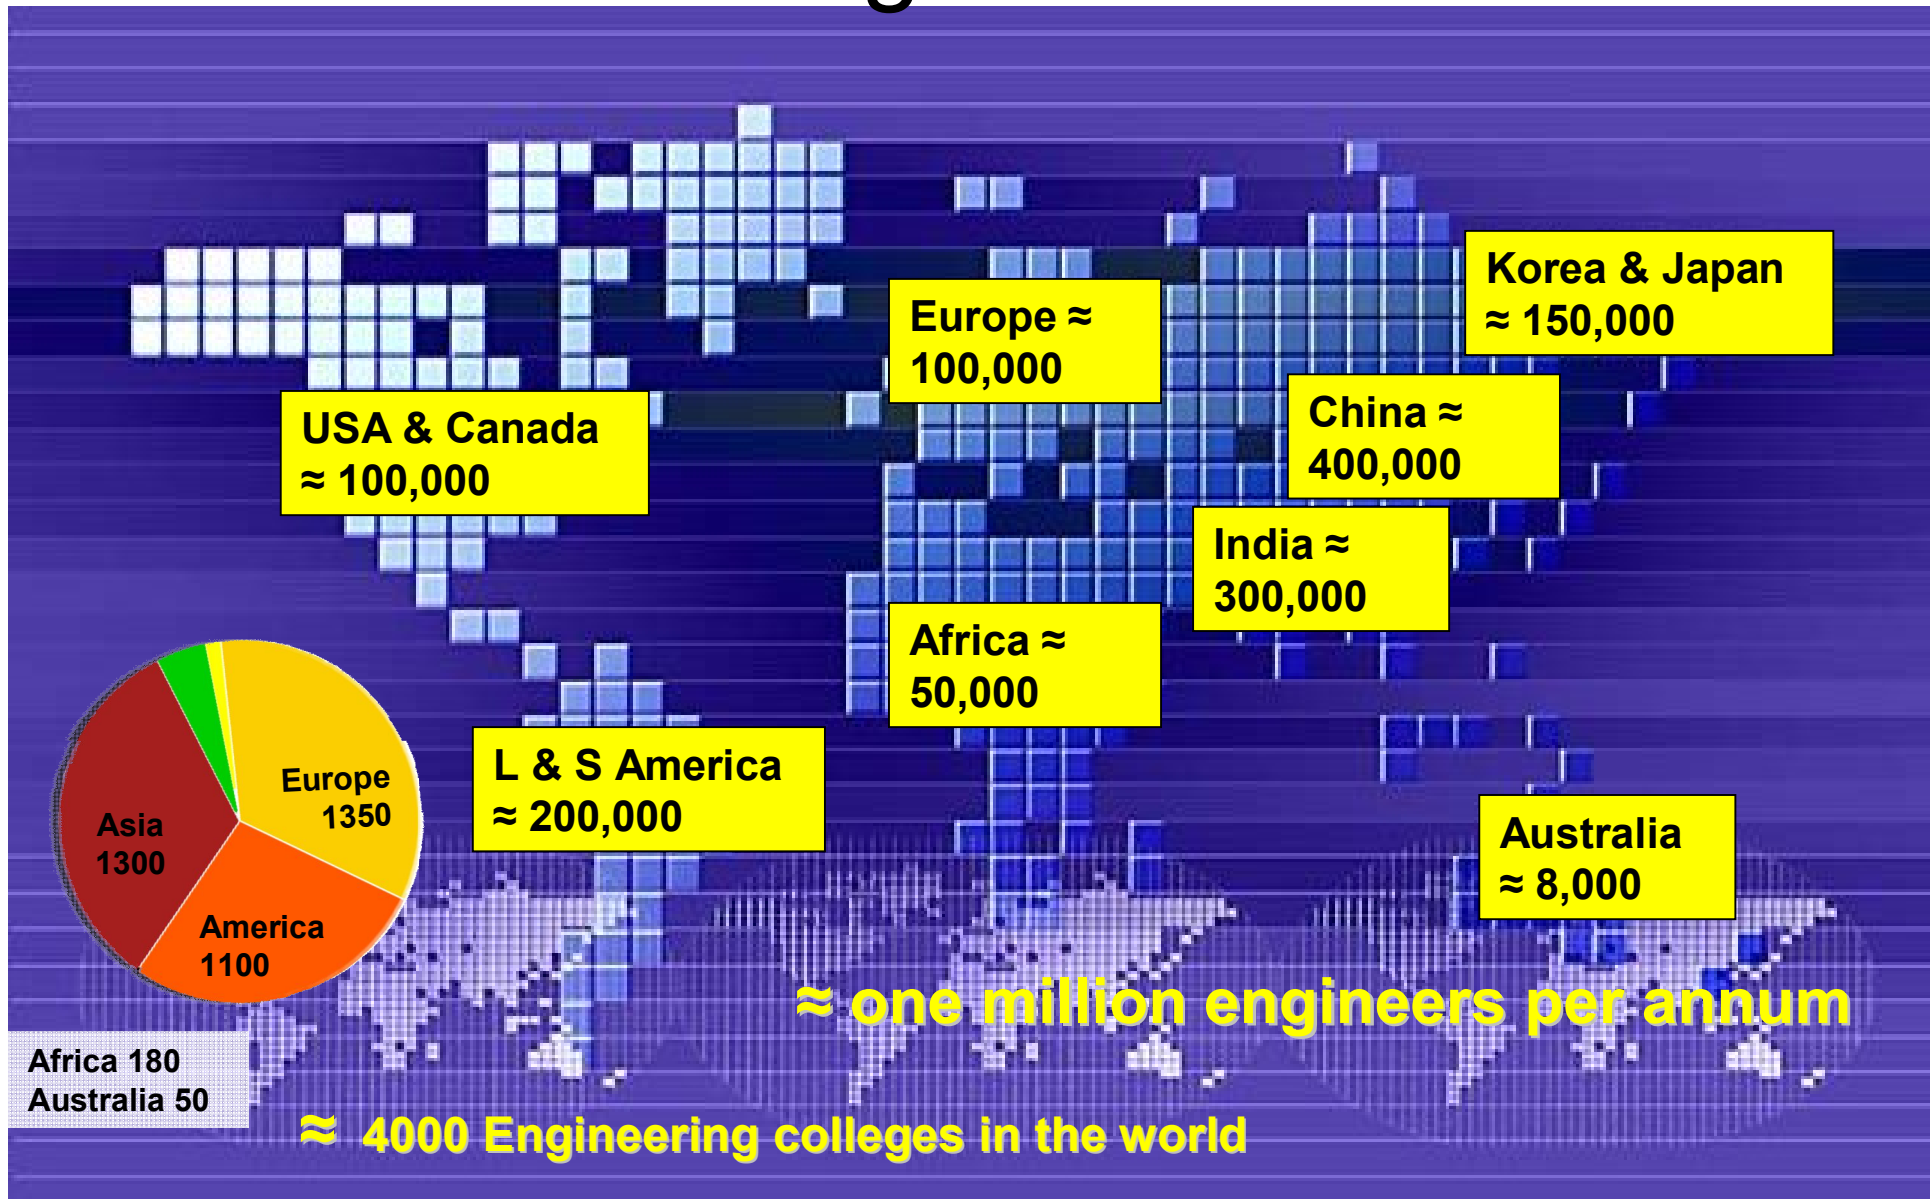 g
Korea & Japan
≈ 150,000
Europe ≈
100,000
China ≈
400,000
USA & Canada
≈ 100,000
India ≈
300,000
Africa ≈
50,000
L & S America
≈ 200,000
Australia
≈ 8,000
Europe
1350
Asia
1300
America
1100
≈ one million engineers per annum
Africa 180
Australia 50
≈ 4000 Engineering colleges in the world